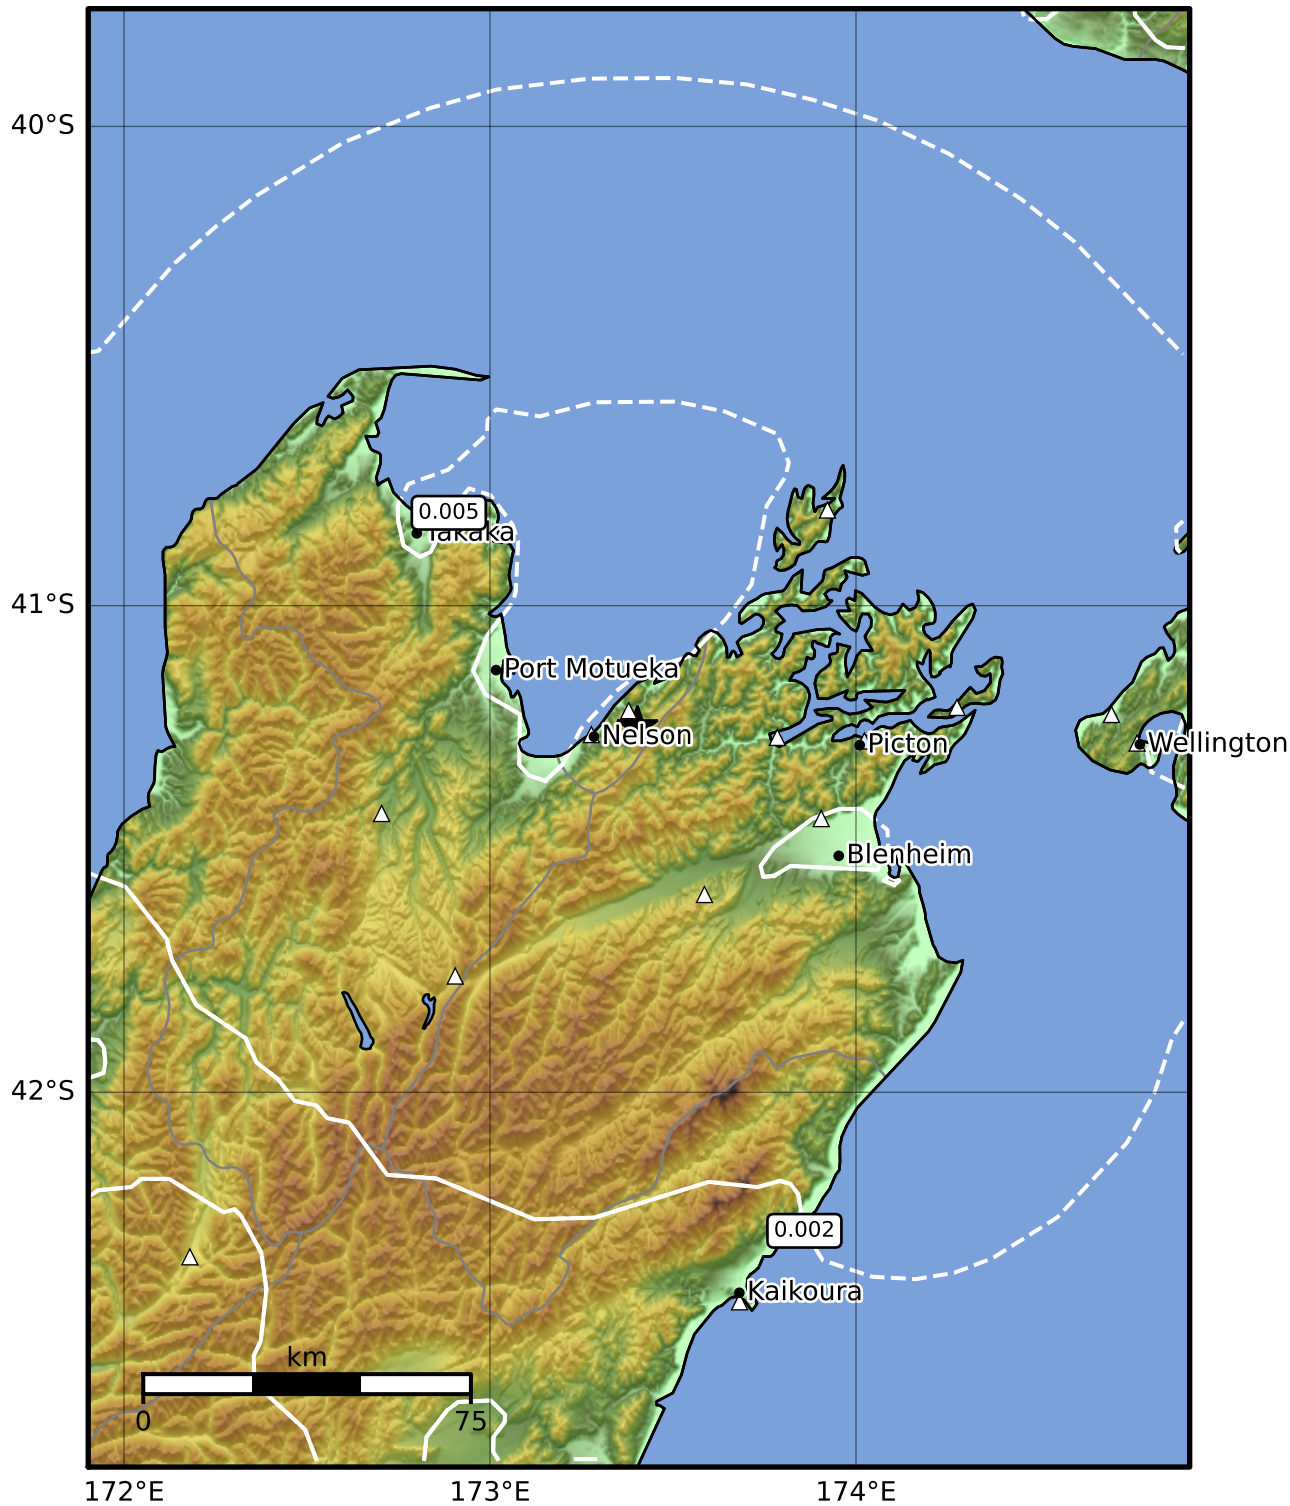 40°S
0.005
Takaka
41°S
Port Motueka
Nelson
Picton
Wellington
Blenheim
42°S
0.002
Kaikoura
km
0
75
172°E
173°E
174°E